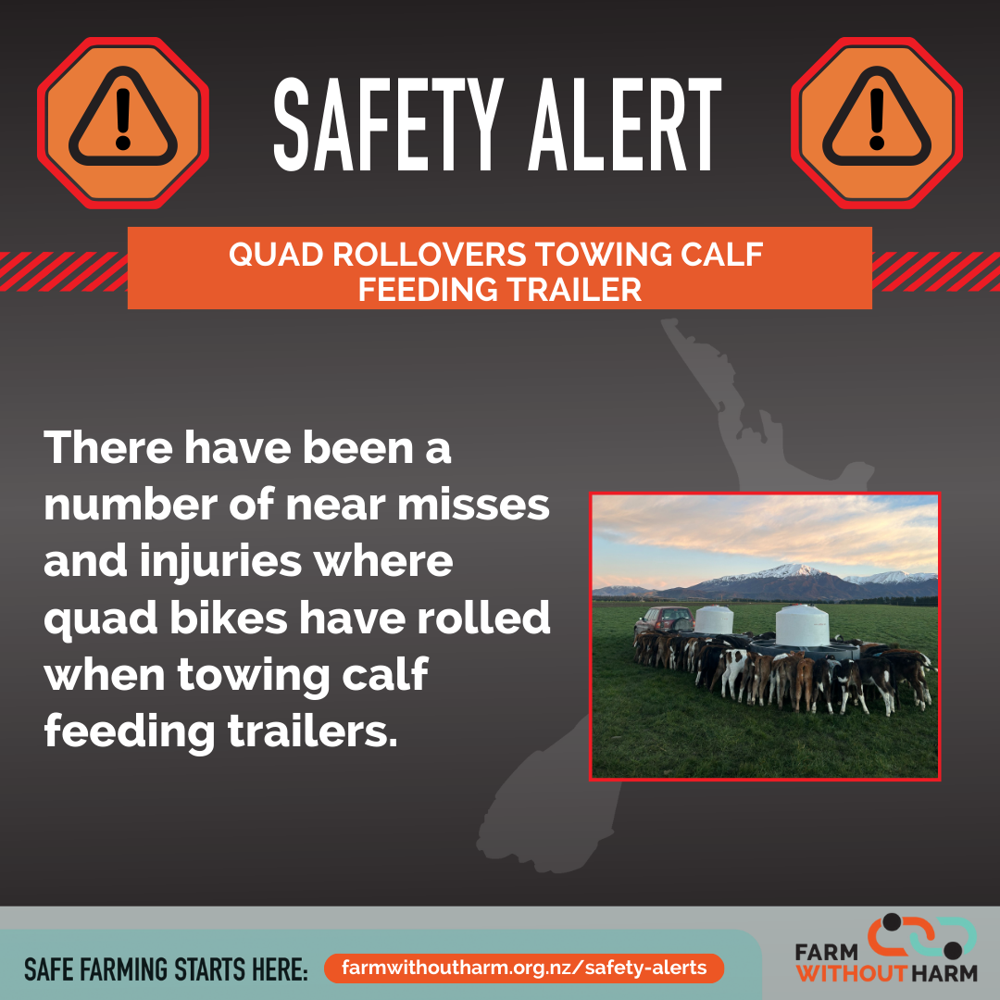 SAFETY ALERT
QUAD ROLLOVERS TOWING CALF
FEEDING TRAILER
There have been a
number of near misses
and injuries where
quad bikes have rolled
when towing calf
feeding trailers.
SAFE FARMING STARTS HERE:
farmwithoutharm.org.nz/safety-alerts
FARM
WITHOUT HARM